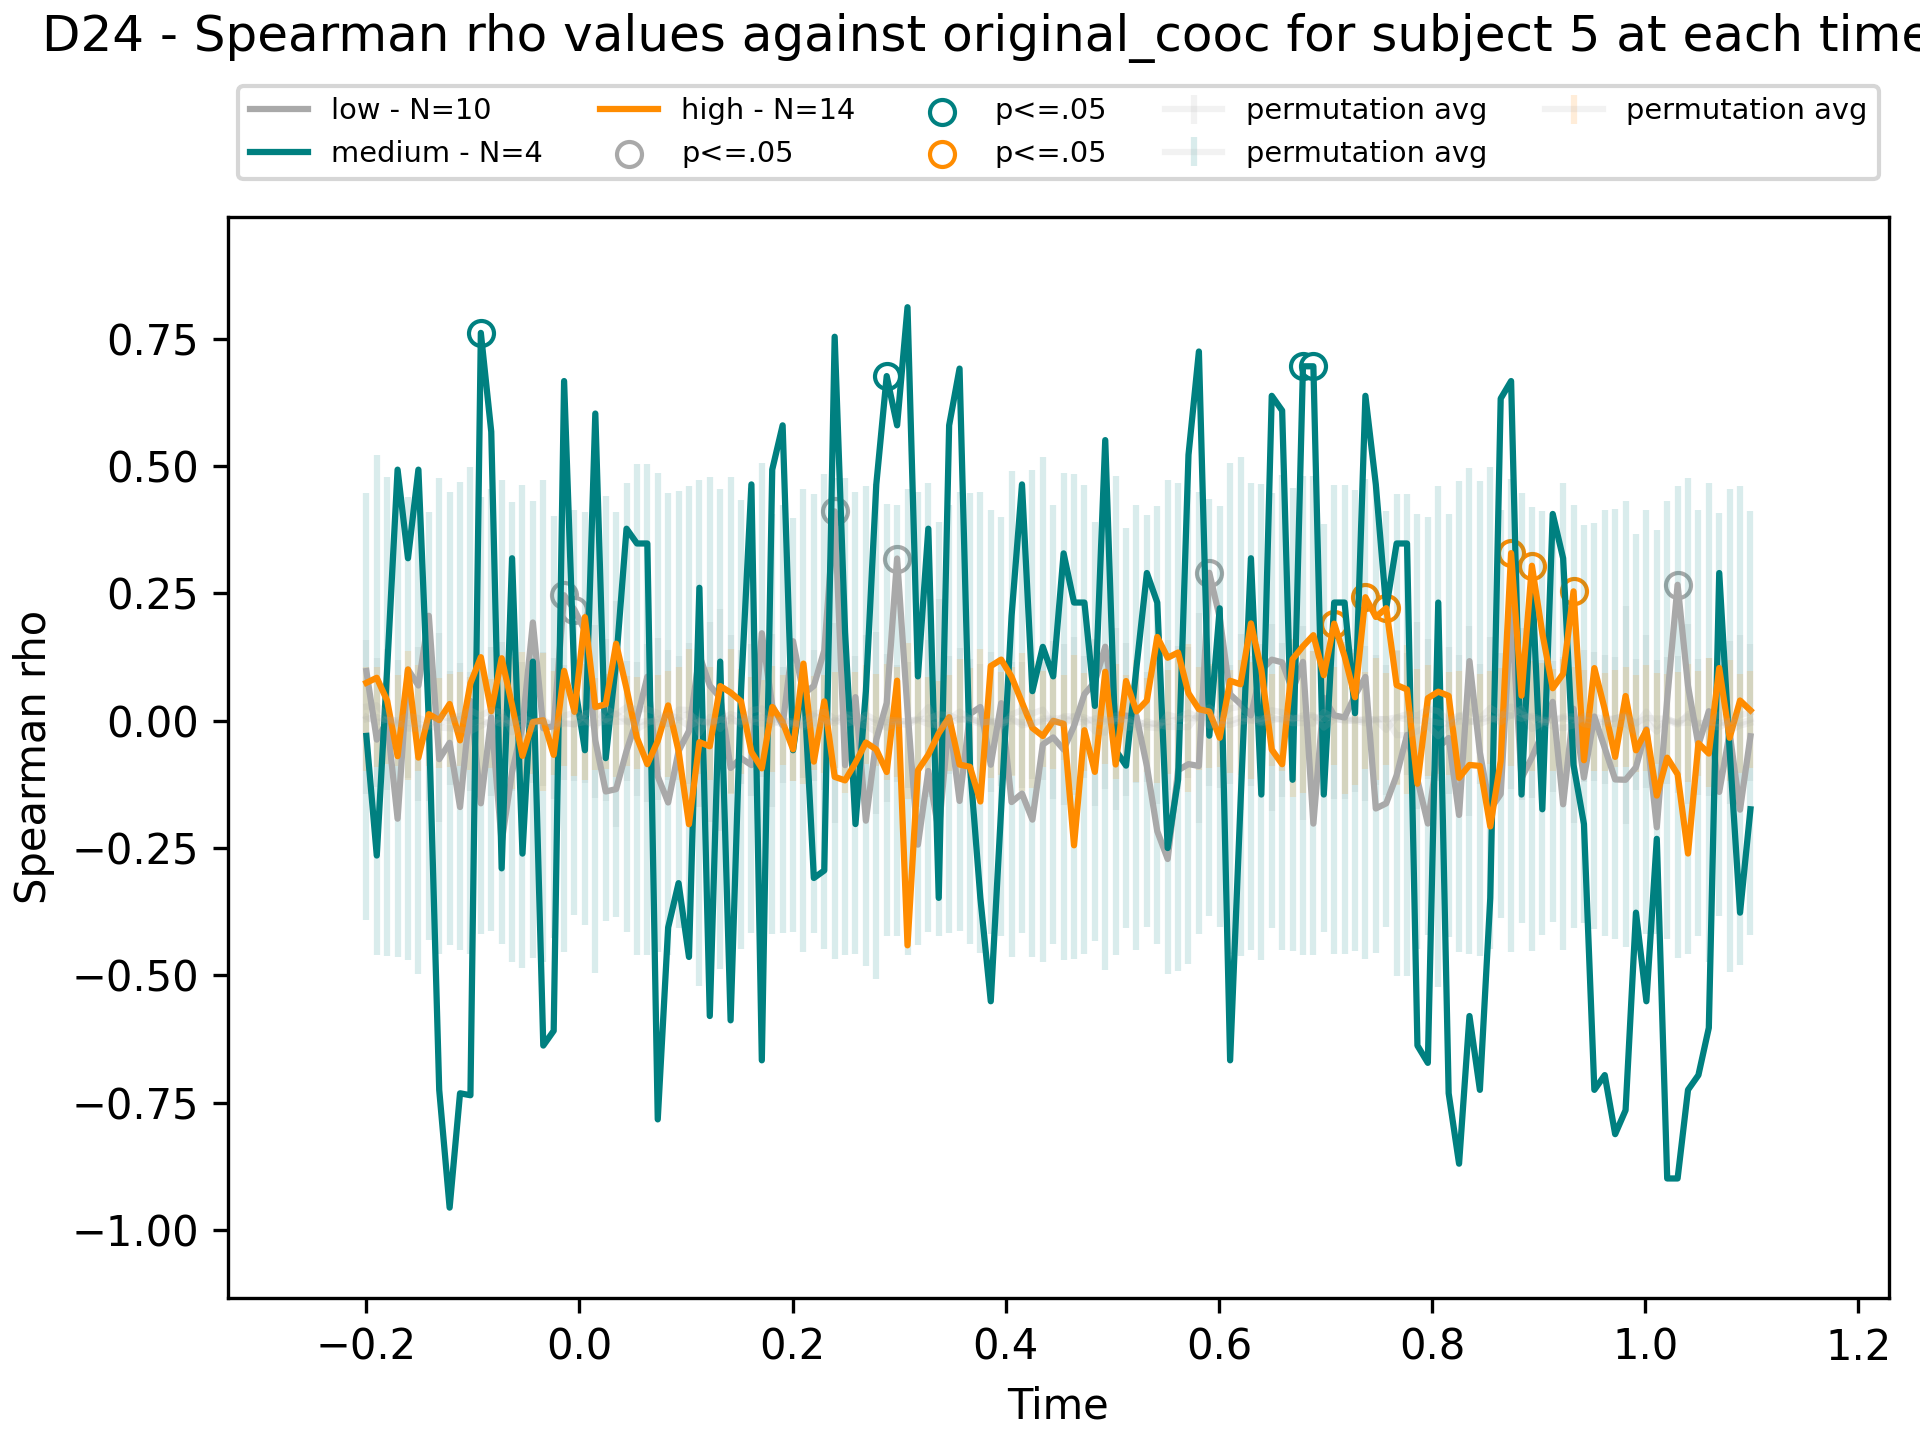 D24 - Spearman rho values against original_cooc for subject 5 at each time
low - N=10
medium - N=4
high - N=14
p<=.05
p<=.05
p<=.05
permutation avg
permutation avg
permutation avg
Spearman rho
0.75
0.50
0.25
0.00
−0.25
−0.50
−0.75
−1.00
−0.2 0.0 0.2 0.4 0.6 0.8 1.0 1.2
Time